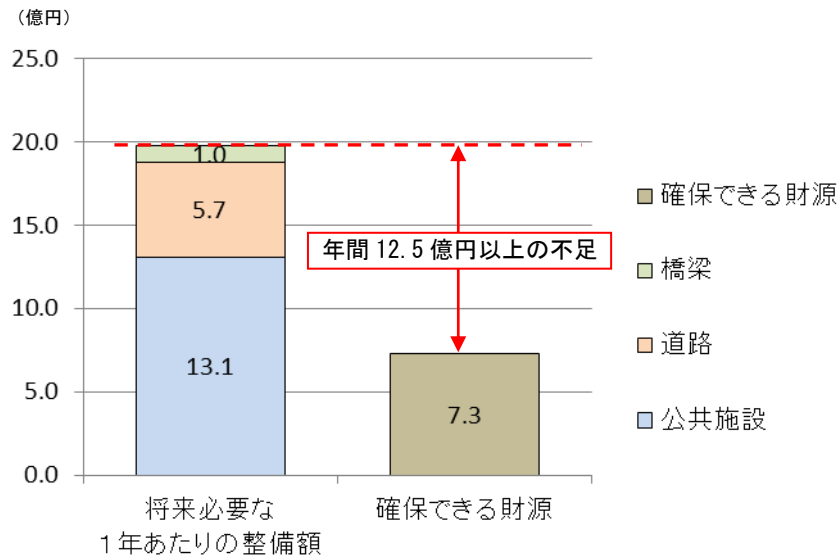 （億円）
25.0
20.0
15.0
10.0
5.0
0.0
1.0
5.7
13.1
年間 12.5 億円以上の不足
7.3
将来必要な
１年あたりの整備額
確保できる財源
確保できる財源
橋梁
道路
公共施設